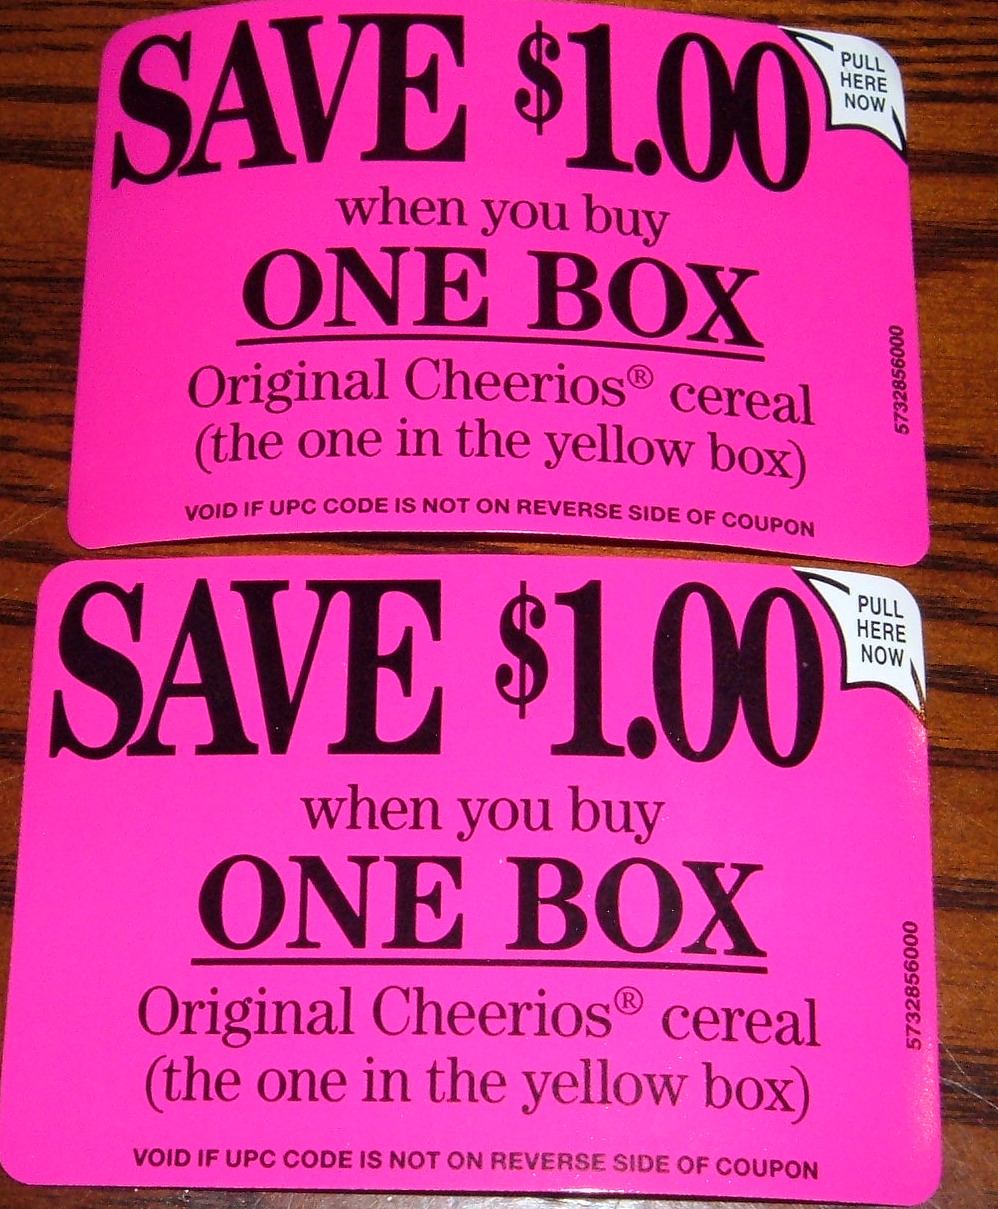 SAVE $1.00
PULL
HERE
NOW
when you buy
ONE BOX
Original Cheerios® cereal
(the one in the yellow box)
VOID IF UPC CODE IS NOT ON REVERSE SIDE OF COUPON
5732856000
SAVE $1.00
PULL
HERE
NOW
when you buy
ONE BOX
Original Cheerios® cereal
(the one in the yellow box)
VOID IF UPC CODE IS NOT ON REVERSE SIDE OF COUPON
5732856000